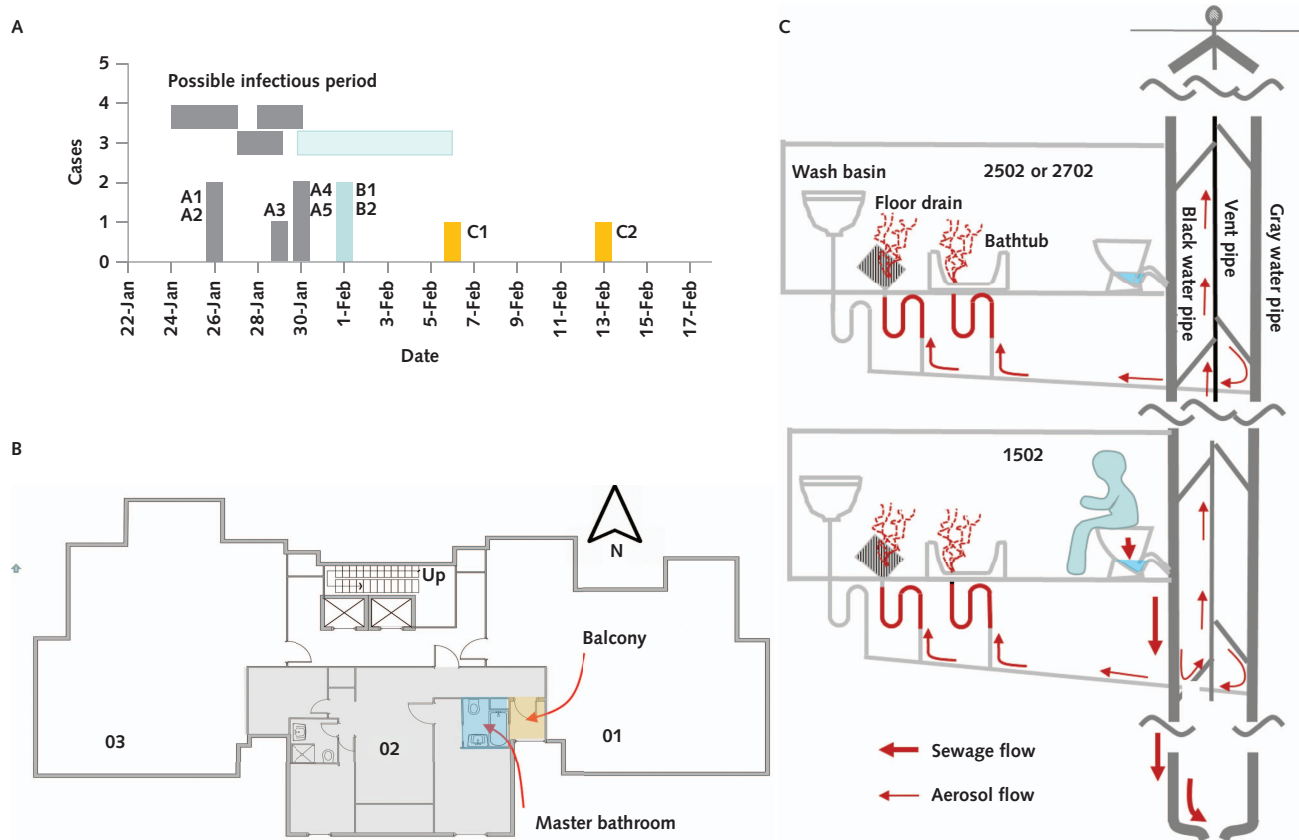 A
5
4
3
2
1
0
Cases
Possible infectious period
A1
A2
A3
A4
A5
B1
B2
C1
C2
22-Jan
24-Jan
26-Jan
28-Jan
30-Jan
1-Feb
3-Feb
5-Feb
7-Feb
9-Feb
11-Feb
13-Feb
15-Feb
17-Feb
Date
B
N
Up
Balcony
03
02
01
Master bathroom
C
2502 or 2702
Wash basin
Floor drain
Bathtub
Black water pipe
Vent pipe
Gray water pipe
1502
Sewage flow
Aerosol flow